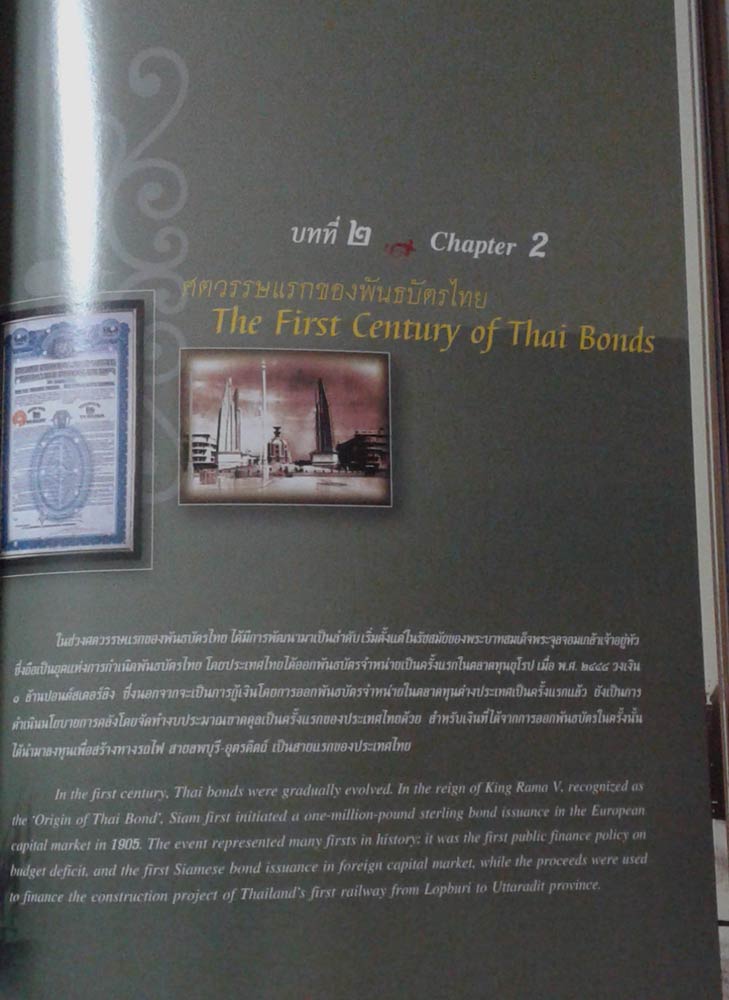 บทที่ ๒ Chapter 2
ศตวรรษแรกของพันธบัตรไทย
The First Century of Thai Bonds
ในช่วงศตวรรษแรกของพันธบัตรไทย ได้มีการพัฒนามาเป็นลำดับ เริ่มตั้งแต่ในรัชสมัยของพระบาทสมเด็จพระจุลจอมเกล้าเจ้าอยู่หัว
ซึ่งถือเป็นยุคแห่งการกำเนิดพันธบัตรไทย โดยประเทศไทยได้ออกพันธบัตรจำหน่ายเป็นครั้งแรกในตลาดทุนยุโรป เมื่อ พ.ศ. ๒๔๔๘ วงเงิน
๑ ล้านปอนด์สเตอร์ลิง ซึ่งนอกจากจะเป็นการกู้เงินโดยการออกพันธบัตรจำหน่ายในตลาดทุนต่างประเทศเป็นครั้งแรกแล้ว ยังเป็นการ
ดำเนินนโยบายการคลังโดยจัดทำงบประมาณขาดดุลเป็นครั้งแรกของประเทศไทยด้วย สำหรับเงินที่ได้จากการออกพันธบัตรในครั้งนั้น
ได้นำมาลงทุนเพื่อสร้างทางรถไฟ สายลพบุรี-อุตรดิตถ์ เป็นสายแรกของประเทศไทย
In the first century, Thai bonds were gradually evolved. In the reign of King Rama V, recognized as
the 'Origin of Thai Bond', Siam first initiated a one-million-pound sterling bond issuance in the European
capital market in 1905. The event represented many firsts in history; it was the first public finance policy on
budget deficit, and the first Siamese bond issuance in foreign capital market, while the proceeds were used
to finance the construction project of Thailand's first railway from Lopburi to Uttaradit province.